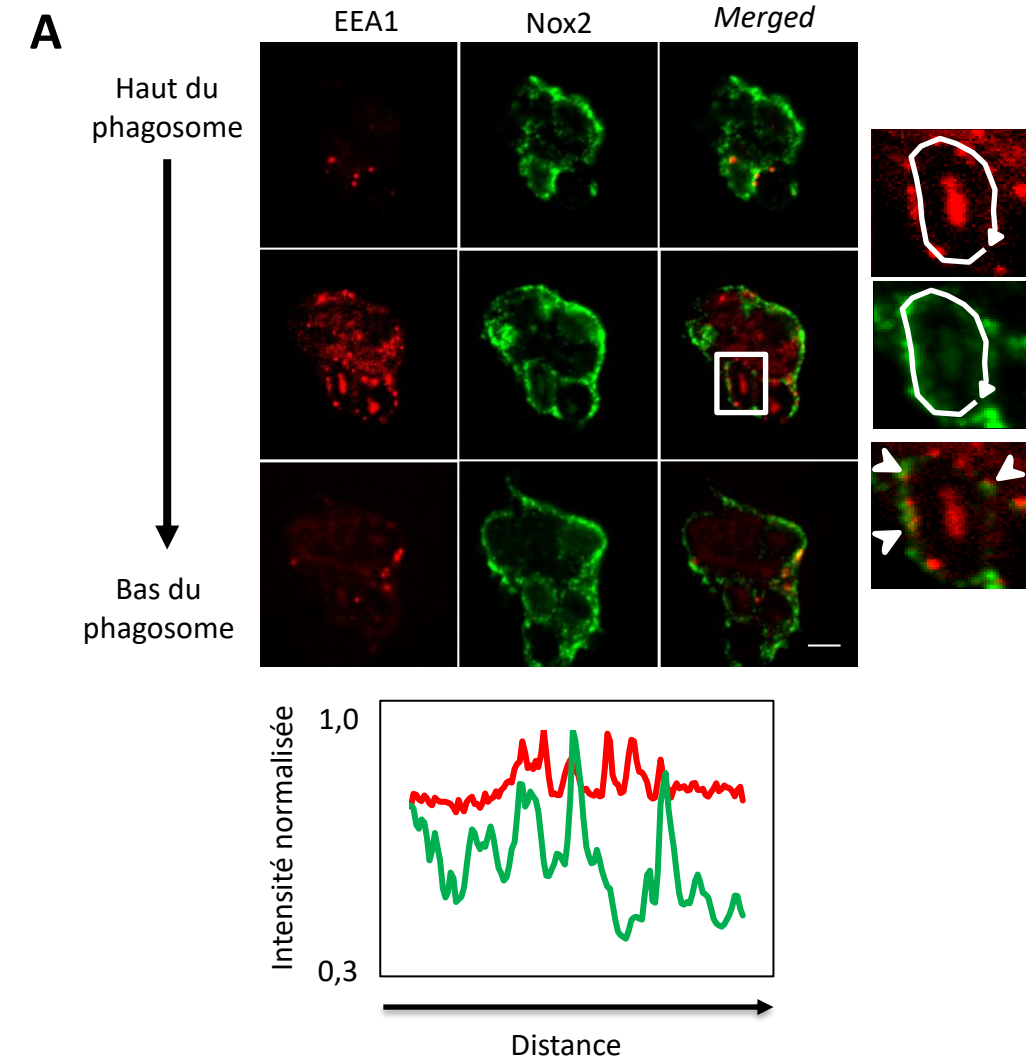 A
EEA1
Nox2
Merged
Haut du
phagosome
Bas du
phagosome
Intensité normalisée
1,0
0,3
Distance